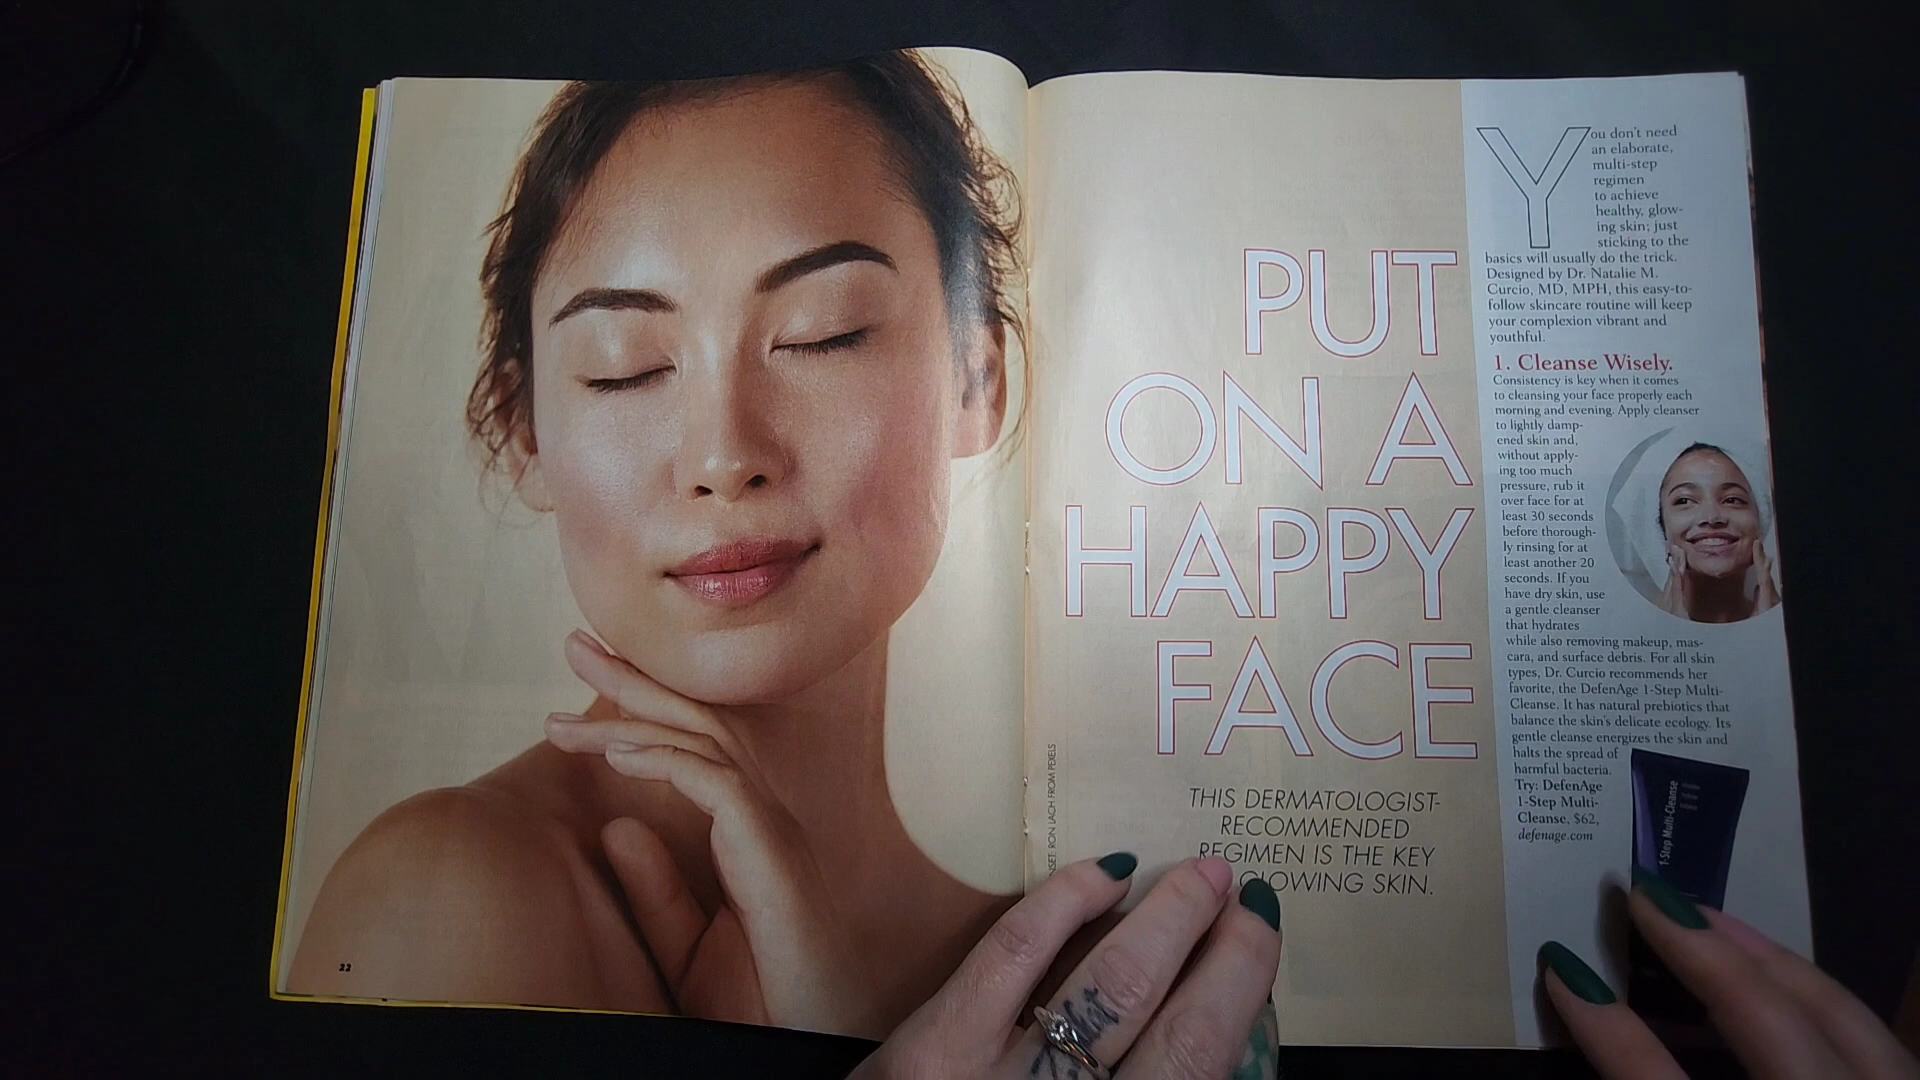 22
INSET: RON LACH FROM PEXELS
PUT
ON A
HAPPY
FACE
THIS DERMATOLOGIST-
RECOMMENDED
REGIMEN IS THE KEY
GLOWING SKIN.
You don't need
an elaborate,
multi-step
regimen
to achieve
healthy, glow-
ing skin; just
sticking to the
basics will usually do the trick.
Designed by Dr. Natalie M.
Curcio, MD, MPH, this easy-to-
follow skincare routine will keep
your complexion vibrant and
youthful.
1. Cleanse Wisely.
Consistency is key when it comes
to cleansing your face properly each
morning and evening. Apply cleanser
to lightly damp-
ened skin and,
without apply-
ing too much
pressure, rub it
over face for at
least 30 seconds
before thorough-
ly rinsing for at
least another 20
seconds. If you
have dry skin, use
a gentle cleanser
that hydrates
while also removing makeup, mas-
cara, and surface debris. For all skin
types, Dr. Curcio recommends her
favorite, the DefenAge 1-Step Multi-
Cleanse. It has natural prebiotics that
balance the skin's delicate ecology. Its
gentle cleanse energizes the skin and
halts the spread of
harmful bacteria.
Try: DefenAge
1-Step Multi-
Cleanse, $62,
defenage.com
1-Step Multi-Cleanse